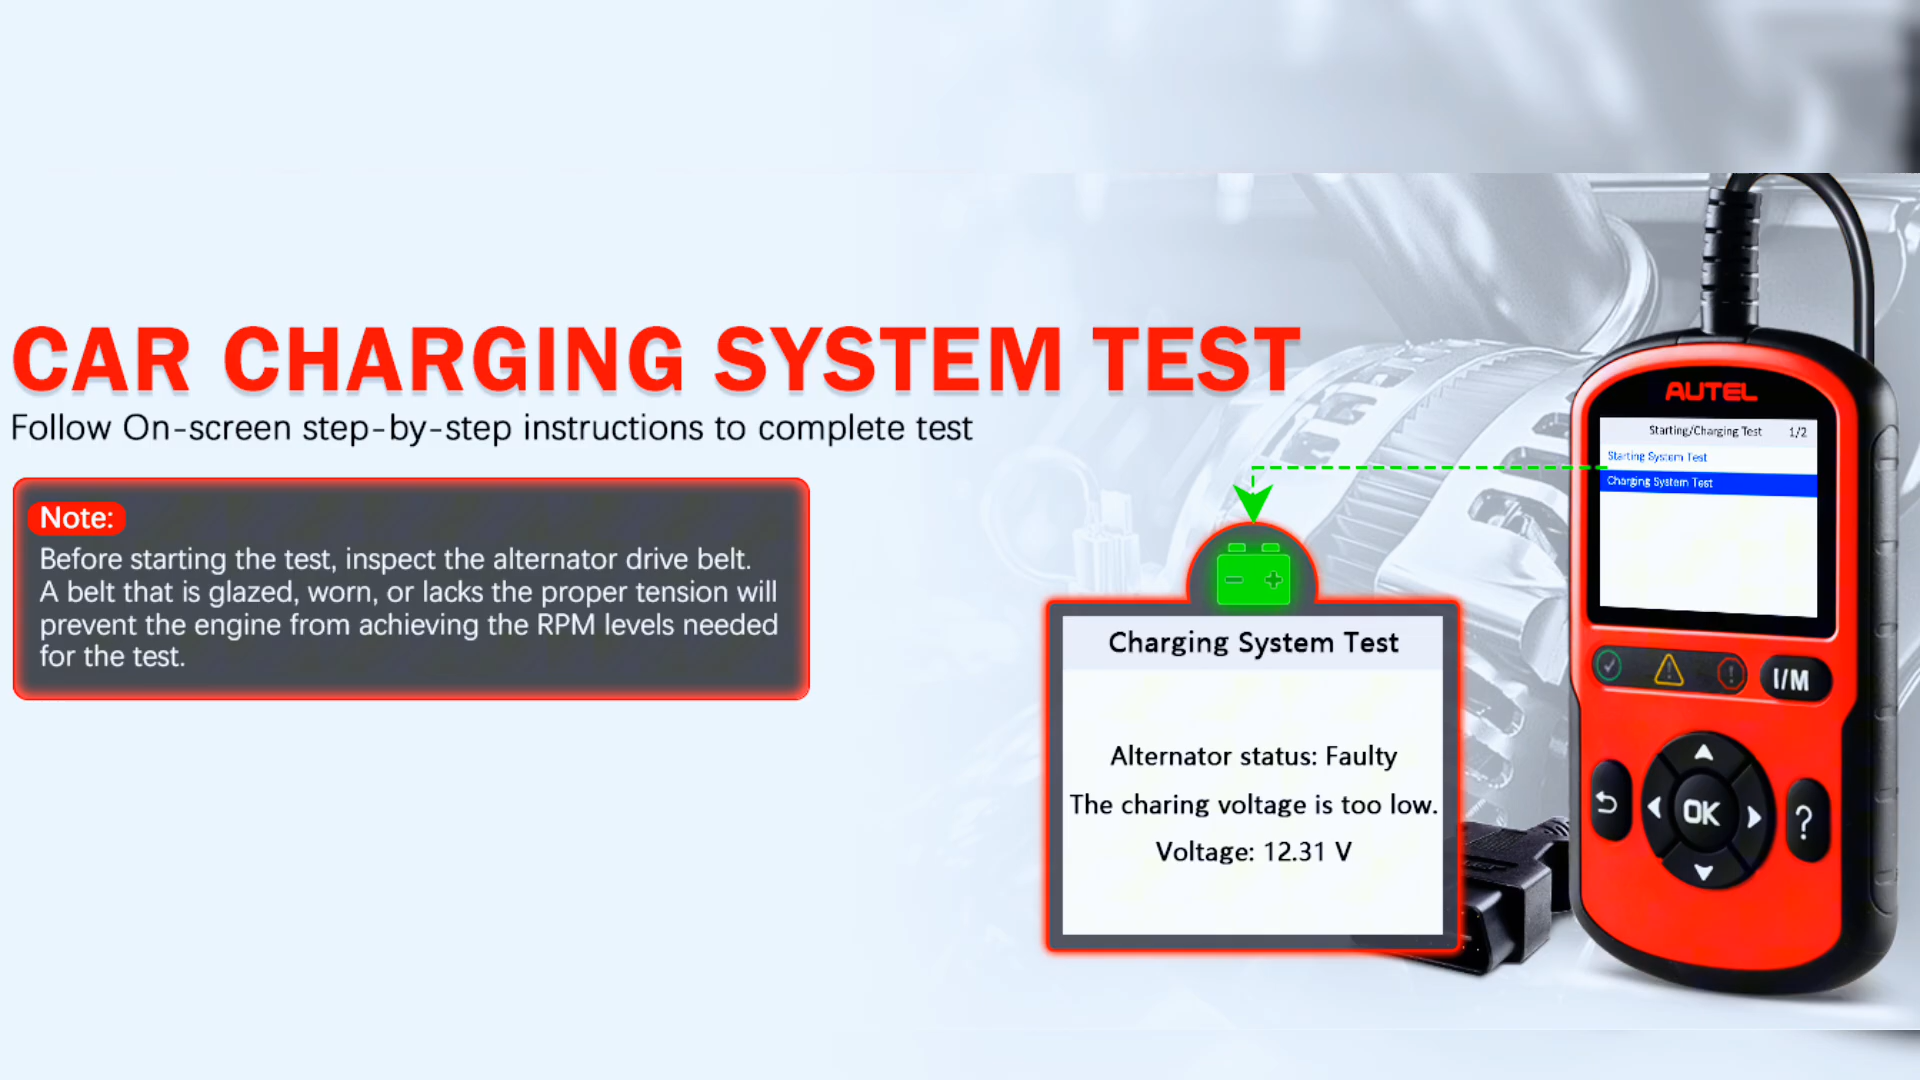 CAR CHARGING SYSTEM TEST
Follow On-screen step-by-step instructions to complete test
Note:
Before starting the test, inspect the alternator drive belt.
A belt that is glazed, worn, or lacks the proper tension will
prevent the engine from achieving the RPM levels needed
for the test.
Charging System Test
Alternator status: Faulty
The charing voltage is too low.
Voltage: 12.31 V
AUTEL
Starting/Charging Test 1/2
Starting System Test
Charging System Test
I/M
OK
?